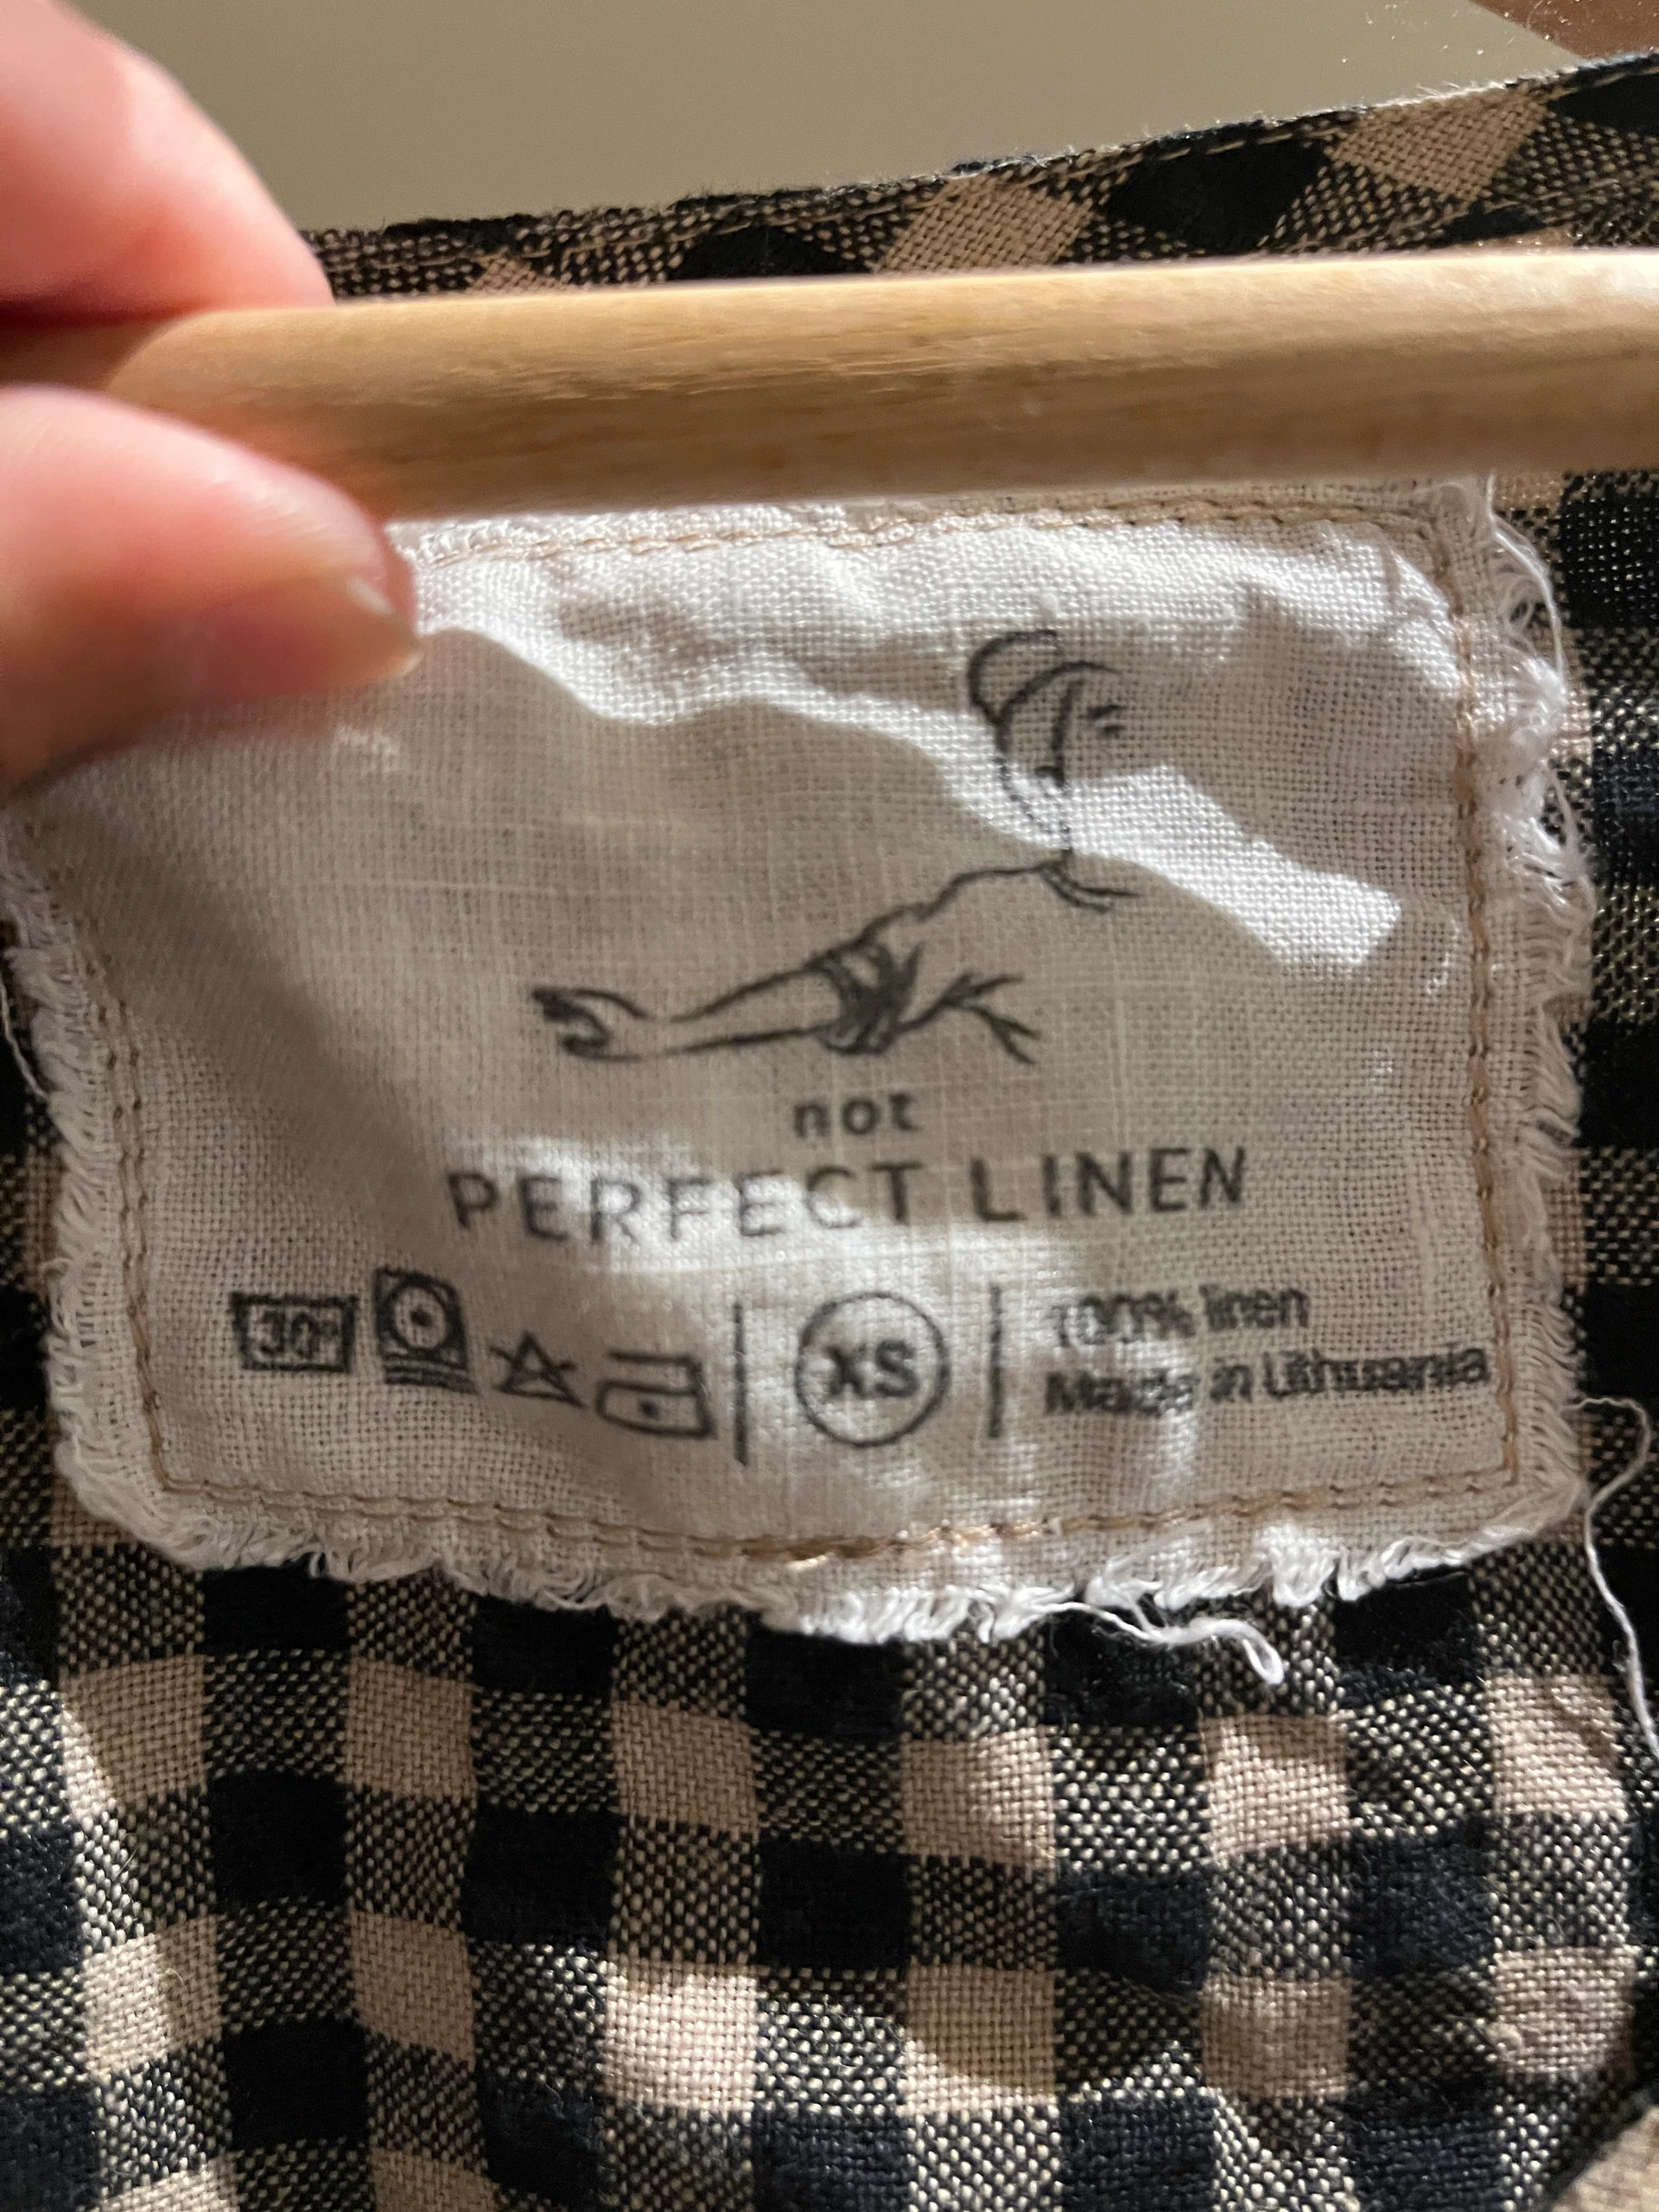 not
PERFECT LINEN
30°
XS
100% linen
Made in Lithuania